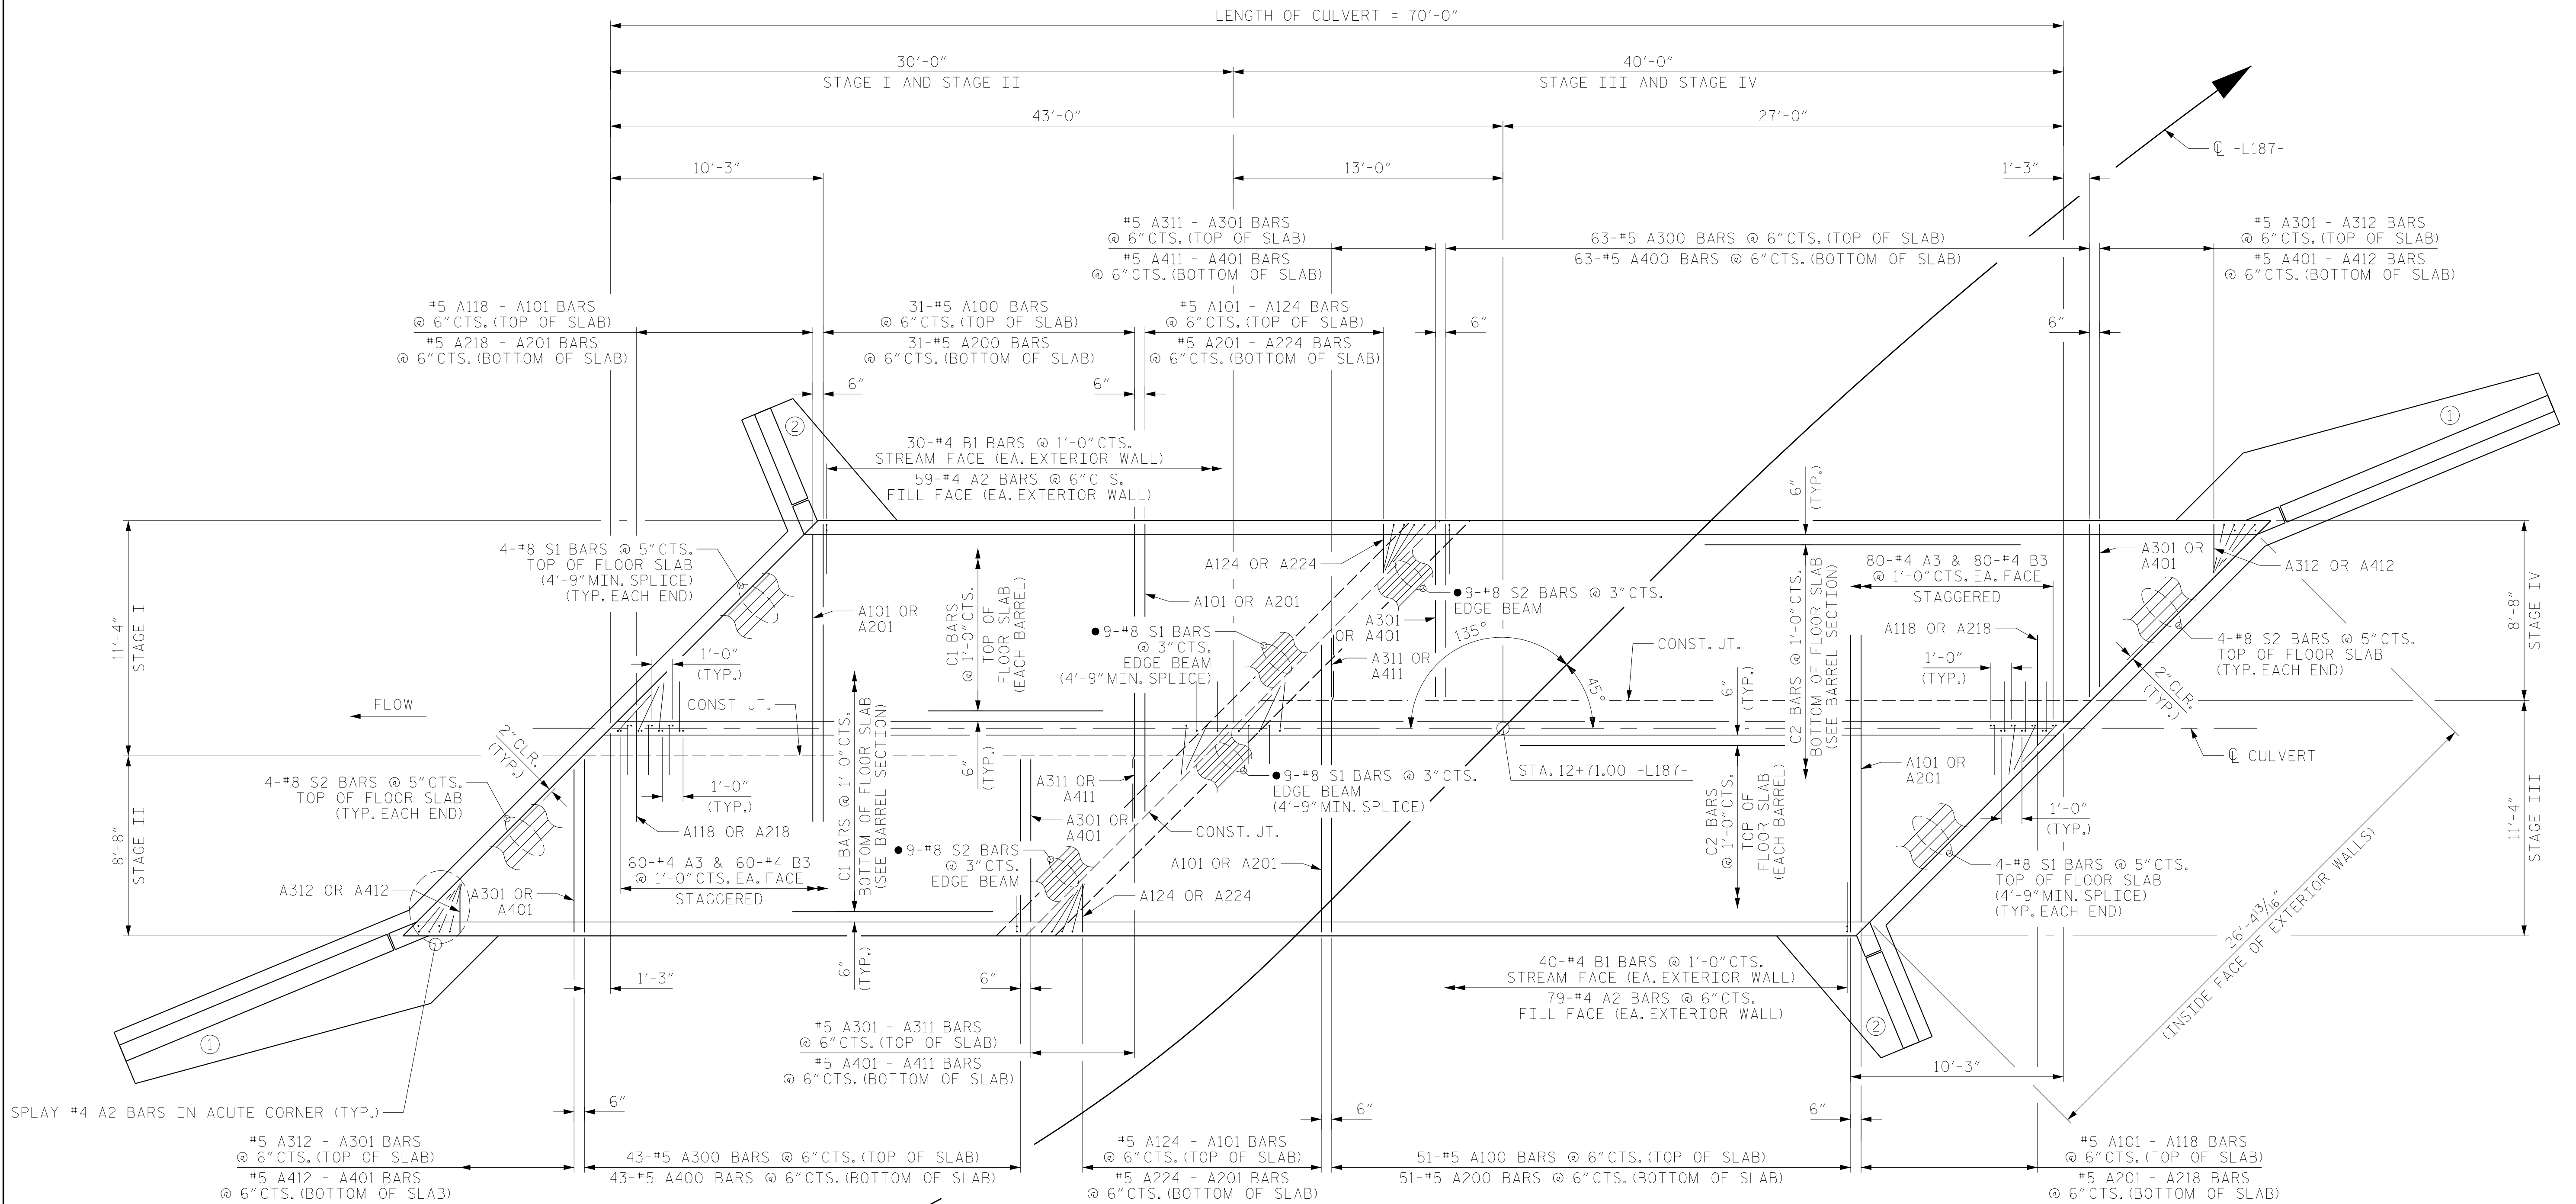 LENGTH OF CULVERT = 70'-0"
30'-0"
STAGE I AND STAGE II
40'-0"
STAGE III AND STAGE IV
43'-0"
27'-0"
℄ -L187-
10'-3"
13'-0"
1'-3"
#5 A311 - A301 BARS
@ 6"CTS.(TOP OF SLAB)
#5 A411 - A401 BARS
@ 6"CTS.(BOTTOM OF SLAB)
63-#5 A300 BARS @ 6"CTS.(TOP OF SLAB)
63-#5 A400 BARS @ 6"CTS.(BOTTOM OF SLAB)
#5 A301 - A312 BARS
@ 6"CTS.(TOP OF SLAB)
#5 A401 - A412 BARS
@ 6"CTS.(BOTTOM OF SLAB)
#5 A118 - A101 BARS
@ 6"CTS.(TOP OF SLAB)
#5 A218 - A201 BARS
@ 6"CTS.(BOTTOM OF SLAB)
31-#5 A100 BARS
@ 6"CTS.(TOP OF SLAB)
31-#5 A200 BARS
@ 6"CTS.(BOTTOM OF SLAB)
#5 A101 - A124 BARS
@ 6"CTS.(TOP OF SLAB)
#5 A201 - A224 BARS
@ 6"CTS.(BOTTOM OF SLAB)
6"
6"
6"
6"
2
1
30-#4 B1 BARS @ 1'-0"CTS.
STREAM FACE (EA. EXTERIOR WALL)
59-#4 A2 BARS @ 6"CTS.
FILL FACE (EA. EXTERIOR WALL)
6"
(TYP.)
4-#8 S1 BARS @ 5"CTS.
TOP OF FLOOR SLAB
(4'-9"MIN. SPLICE)
(TYP. EACH END)
A124 OR A224
80-#4 A3 & 80-#4 B3
@ 1'-0"CTS. EA. FACE
STAGGERED
A301 OR
A401
A312 OR A412
A101 OR
A201
C1 BARS
@ 1'-0"CTS.
TOP OF
FLOOR SLAB
(EACH BARREL)
A101 OR A201
● 9-#8 S2 BARS @ 3"CTS.
EDGE BEAM
A301
OR A401
C2 BARS @ 1'-0"CTS.
BOTTOM OF FLOOR SLAB
(SEE BARREL SECTION)
11'-4"
STAGE I
8'-8"
STAGE IV
● 9-#8 S1 BARS
@ 3"CTS.
EDGE BEAM
(4'-9"MIN. SPLICE)
135°
45°
CONST. JT.
A118 OR A218
4-#8 S2 BARS @ 5"CTS.
TOP OF FLOOR SLAB
(TYP. EACH END)
1'-0"
(TYP.)
A311 OR
A411
1'-0"
(TYP.)
2"CLR.
(TYP.)
FLOW
CONST JT.
C1 BARS @ 1'-0"CTS.
BOTTOM OF FLOOR SLAB
(SEE BARREL SECTION)
6"
(TYP.)
6"
(TYP.)
℄ CULVERT
2"CLR.
(TYP.)
4-#8 S2 BARS @ 5"CTS.
TOP OF FLOOR SLAB
(TYP. EACH END)
1'-0"
(TYP.)
A118 OR A218
A311 OR
A411
A301 OR
A401
● 9-#8 S1 BARS @ 3"CTS.
EDGE BEAM
(4'-9"MIN. SPLICE)
STA. 12+71.00 -L187-
C2 BARS
@ 1'-0"CTS.
TOP OF
FLOOR SLAB
(EACH BARREL)
A101 OR
A201
1'-0"
(TYP.)
8'-8"
STAGE II
11'-4"
STAGE III
CONST. JT.
● 9-#8 S2 BARS
@ 3"CTS.
EDGE BEAM
A101 OR A201
60-#4 A3 & 60-#4 B3
@ 1'-0"CTS. EA. FACE
STAGGERED
A312 OR A412
A301 OR
A401
A124 OR A224
4-#8 S1 BARS @ 5"CTS.
TOP OF FLOOR SLAB
(4'-9"MIN. SPLICE)
(TYP. EACH END)
26'-4 13/16"
(INSIDE FACE OF EXTERIOR WALLS)
6"
(TYP.)
1'-3"
6"
40-#4 B1 BARS @ 1'-0"CTS.
STREAM FACE (EA. EXTERIOR WALL)
79-#4 A2 BARS @ 6"CTS.
FILL FACE (EA. EXTERIOR WALL)
1
2
#5 A301 - A311 BARS
@ 6"CTS.(TOP OF SLAB)
#5 A401 - A411 BARS
@ 6"CTS.(BOTTOM OF SLAB)
10'-3"
SPLAY #4 A2 BARS IN ACUTE CORNER (TYP.)
6"
6"
6"
#5 A312 - A301 BARS
@ 6"CTS.(TOP OF SLAB)
#5 A412 - A401 BARS
@ 6"CTS.(BOTTOM OF SLAB)
43-#5 A300 BARS @ 6"CTS.(TOP OF SLAB)
43-#5 A400 BARS @ 6"CTS.(BOTTOM OF SLAB)
#5 A124 - A101 BARS
@ 6"CTS.(TOP OF SLAB)
#5 A224 - A201 BARS
@ 6"CTS.(BOTTOM OF SLAB)
51-#5 A100 BARS @ 6"CTS.(TOP OF SLAB)
51-#5 A200 BARS @ 6"CTS.(BOTTOM OF SLAB)
#5 A101 - A118 BARS
@ 6"CTS.(TOP OF SLAB)
#5 A201 - A218 BARS
@ 6"CTS.(BOTTOM OF SLAB)